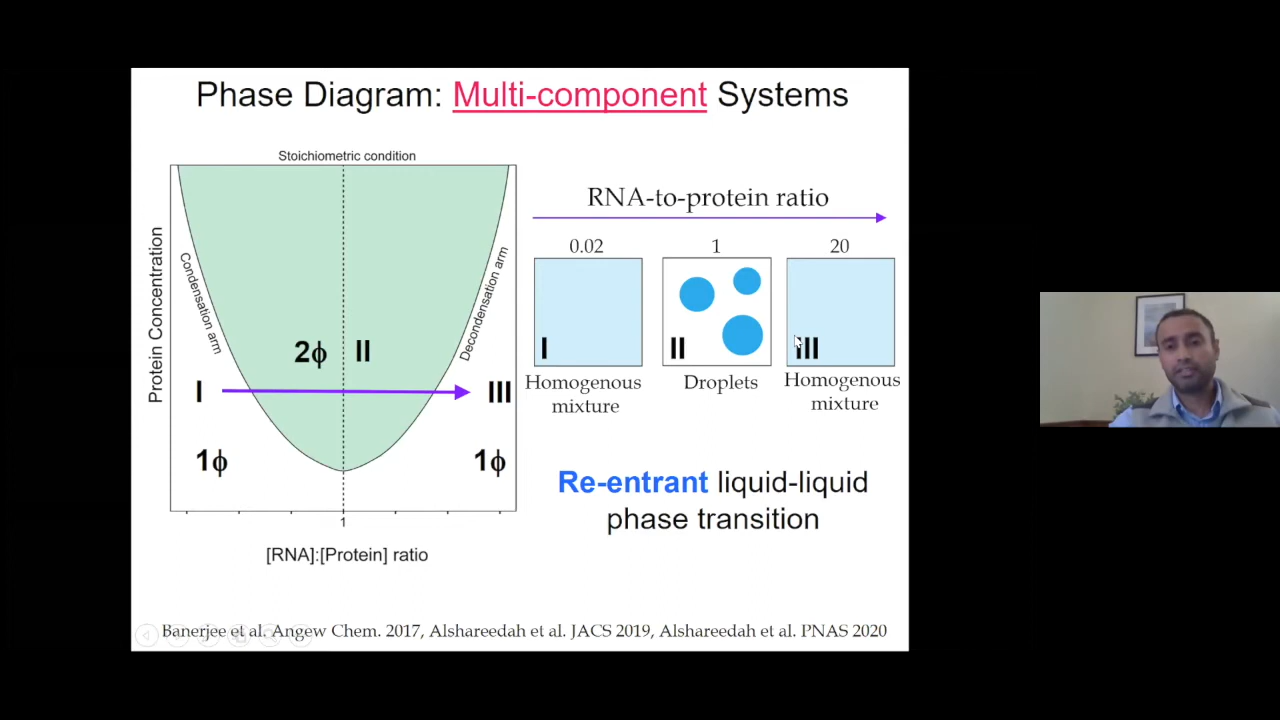 Phase Diagram: Multi-component Systems
Stoichiometric condition
Protein Concentration
Condensation arm
Decondensation arm
2ϕ II
I
III
1ϕ
1ϕ
1
[RNA]:[Protein] ratio
RNA-to-protein ratio
0.02
1
20
I
II
III
Homogenous
mixture
Droplets
Homogenous
mixture
Re-entrant liquid-liquid
phase transition
Banerjee et al. Angew Chem. 2017, Alshareedah et al. JACS 2019, Alshareedah et al. PNAS 2020